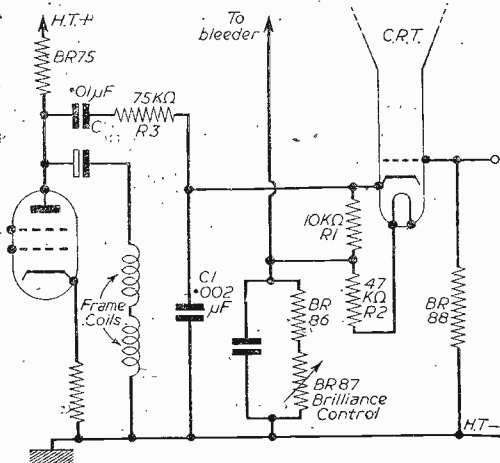 H.T.+
BR75
To
bleeder
C.R.T.
·01μF
C
75KΩ
R3
10KΩ
R1
C1
·002
μF
Frame
Coils
BR
86
47
KΩ
R2
BR
88
BR87
Brilliance
Control
H.T–